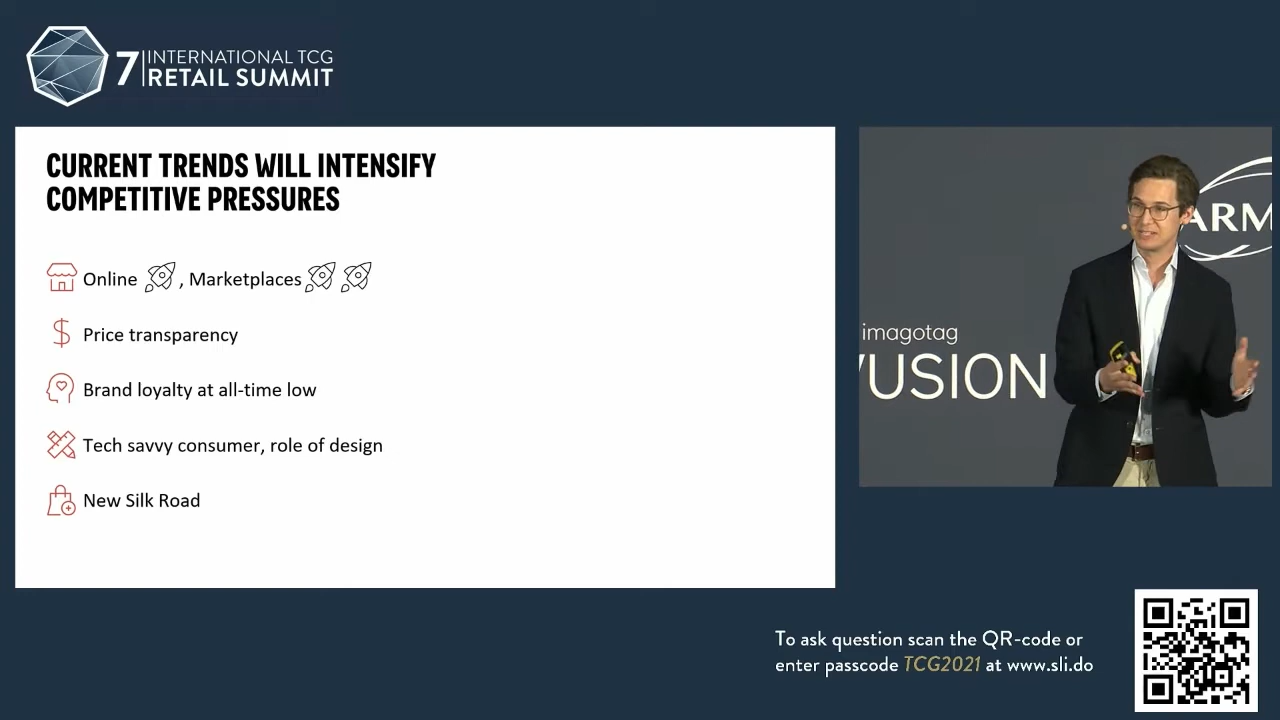 7 INTERNATIONAL TCG
RETAIL SUMMIT
CURRENT TRENDS WILL INTENSIFY
COMPETITIVE PRESSURES
Online , Marketplaces
Price transparency
Brand loyalty at all-time low
Tech savvy consumer, role of design
New Silk Road
ARM
imagotag
VUSION
To ask question scan the QR-code or
enter passcode TCG2021 at www.sli.do